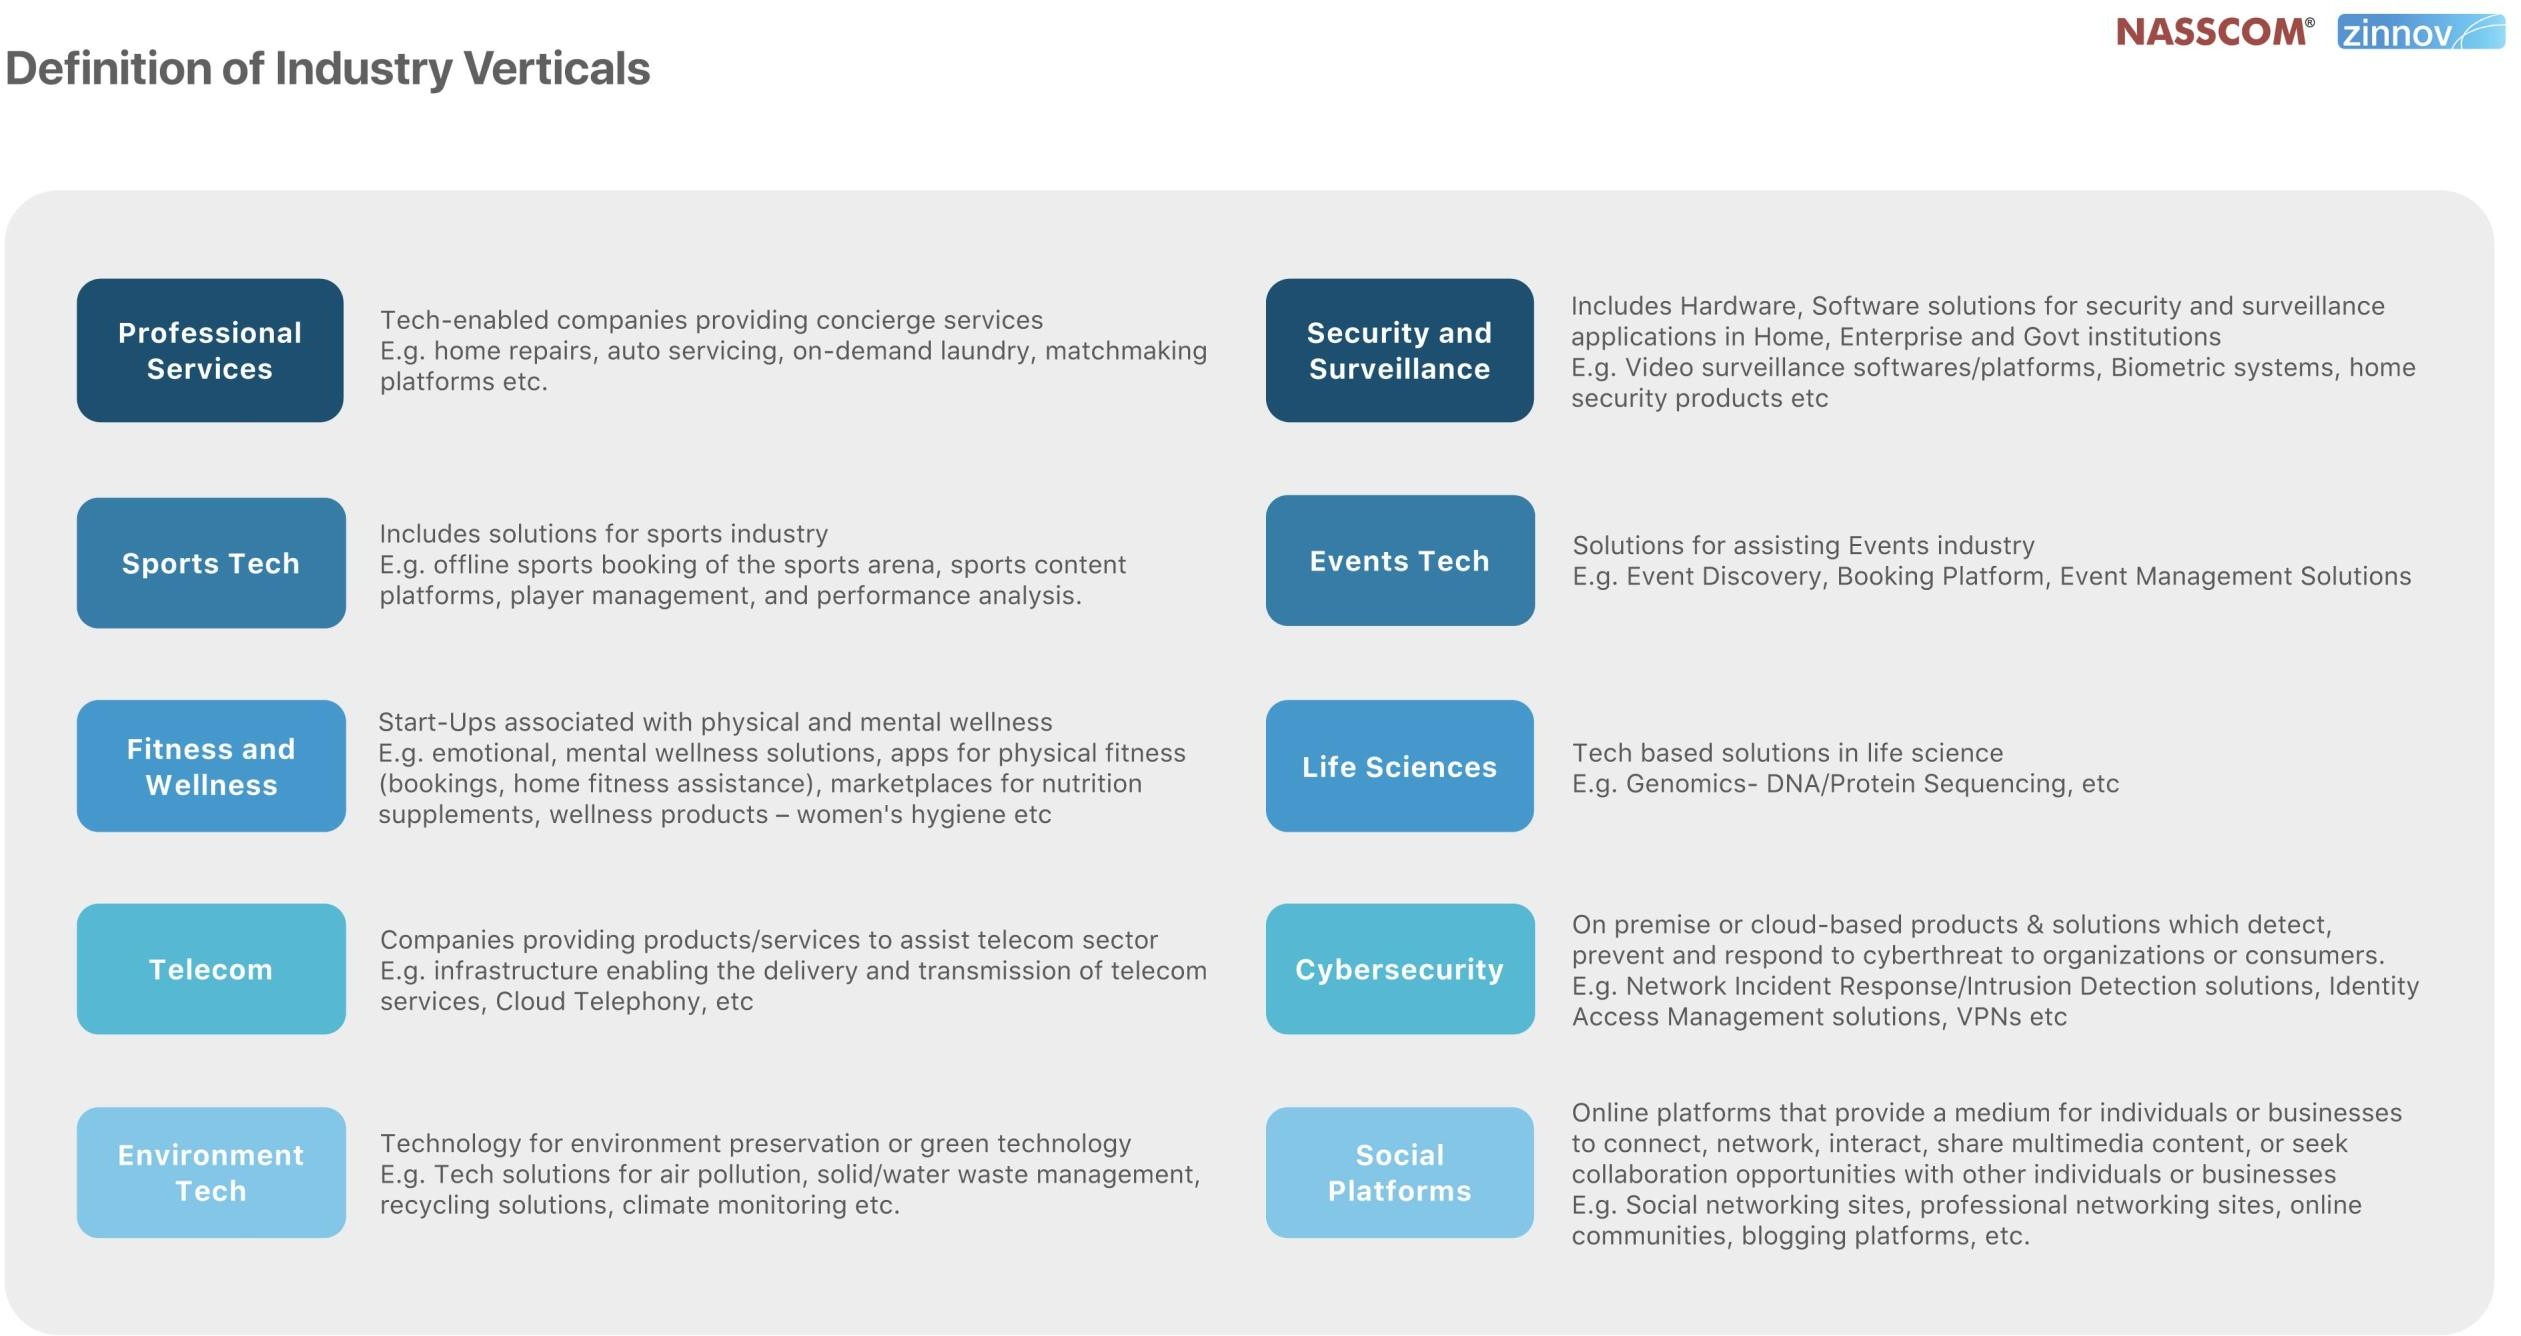 NASSCOM®
zinnov
Definition of Industry Verticals
Professional
Services
Tech-enabled companies providing concierge services
E.g. home repairs, auto servicing, on-demand laundry, matchmaking
platforms etc.
Security and
Surveillance
Includes Hardware, Software solutions for security and surveillance
applications in Home, Enterprise and Govt institutions
E.g. Video surveillance softwares/platforms, Biometric systems, home
security products etc
Sports Tech
Includes solutions for sports industry
E.g. offline sports booking of the sports arena, sports content
platforms, player management, and performance analysis.
Events Tech
Solutions for assisting Events industry
E.g. Event Discovery, Booking Platform, Event Management Solutions
Fitness and
Wellness
Start-Ups associated with physical and mental wellness
E.g. emotional, mental wellness solutions, apps for physical fitness
(bookings, home fitness assistance), marketplaces for nutrition
supplements, wellness products – women's hygiene etc
Life Sciences
Tech based solutions in life science
E.g. Genomics- DNA/Protein Sequencing, etc
Telecom
Companies providing products/services to assist telecom sector
E.g. infrastructure enabling the delivery and transmission of telecom
services, Cloud Telephony, etc
Cybersecurity
On premise or cloud-based products & solutions which detect,
prevent and respond to cyberthreat to organizations or consumers.
E.g. Network Incident Response/Intrusion Detection solutions, Identity
Access Management solutions, VPNs etc
Environment
Tech
Technology for environment preservation or green technology
E.g. Tech solutions for air pollution, solid/water waste management,
recycling solutions, climate monitoring etc.
Social
Platforms
Online platforms that provide a medium for individuals or businesses
to connect, network, interact, share multimedia content, or seek
collaboration opportunities with other individuals or businesses
E.g. Social networking sites, professional networking sites, online
communities, blogging platforms, etc.